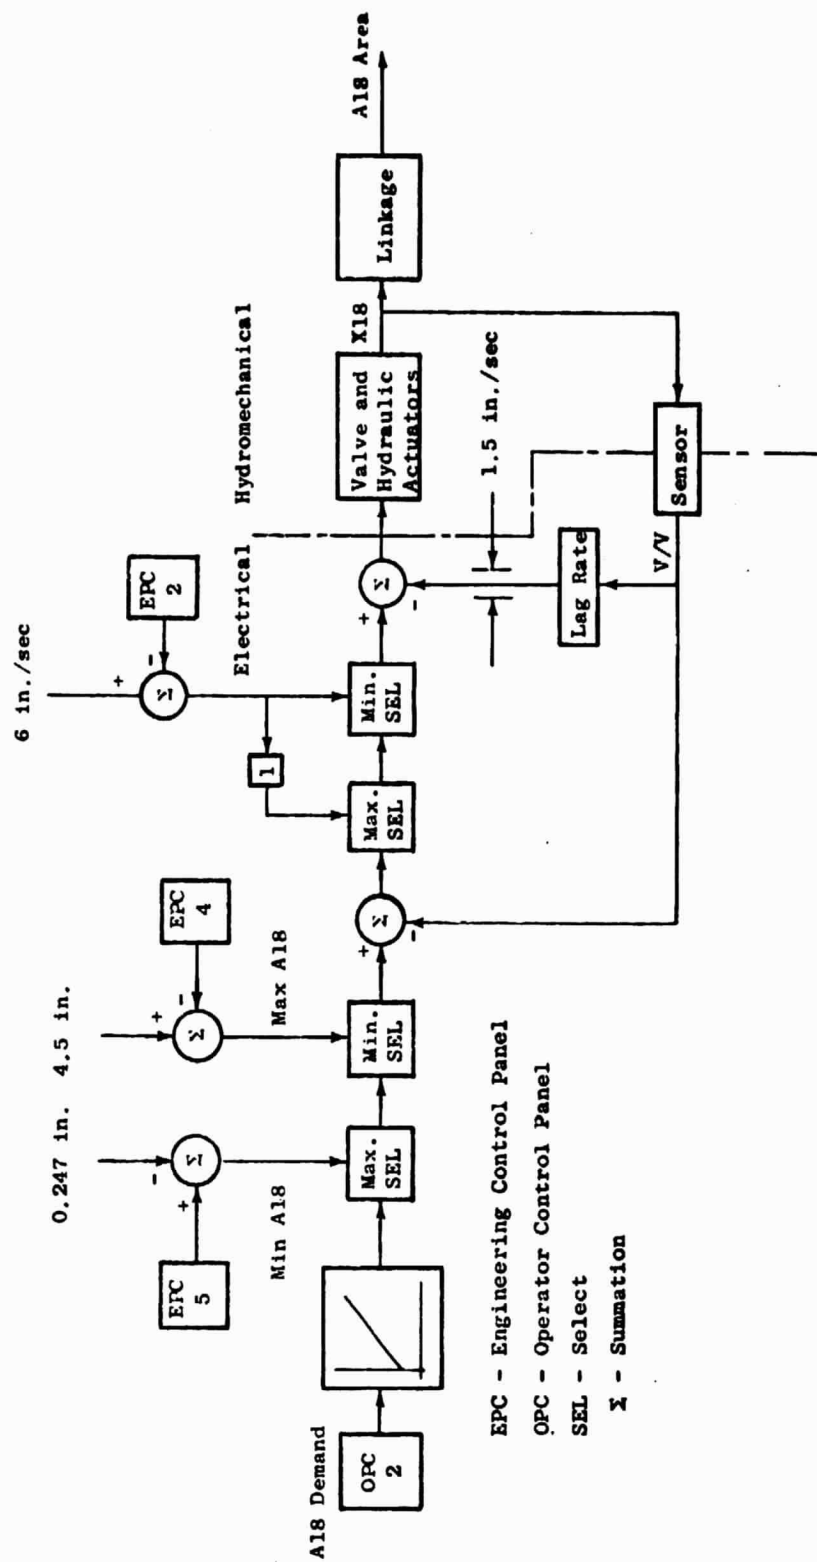 6 in./sec
EPC
2
Σ
+
-
0.247 in.
4.5 in.
EPC
4
Σ
+
-
Max A18
EPC
5
Σ
+
-
Min A18
Electrical
Hydromechanical
1
A18 Demand
OPC
2
Max.
SEL
Min.
SEL
Σ
+
-
Max.
SEL
Min.
SEL
Σ
+
-
Valve and
Hydraulic
Actuators
X18
Linkage
A18 Area
1.5 in./sec
Lag Rate
V/V
Sensor
EPC - Engineering Control Panel
OPC - Operator Control Panel
SEL - Select
Σ - Summation